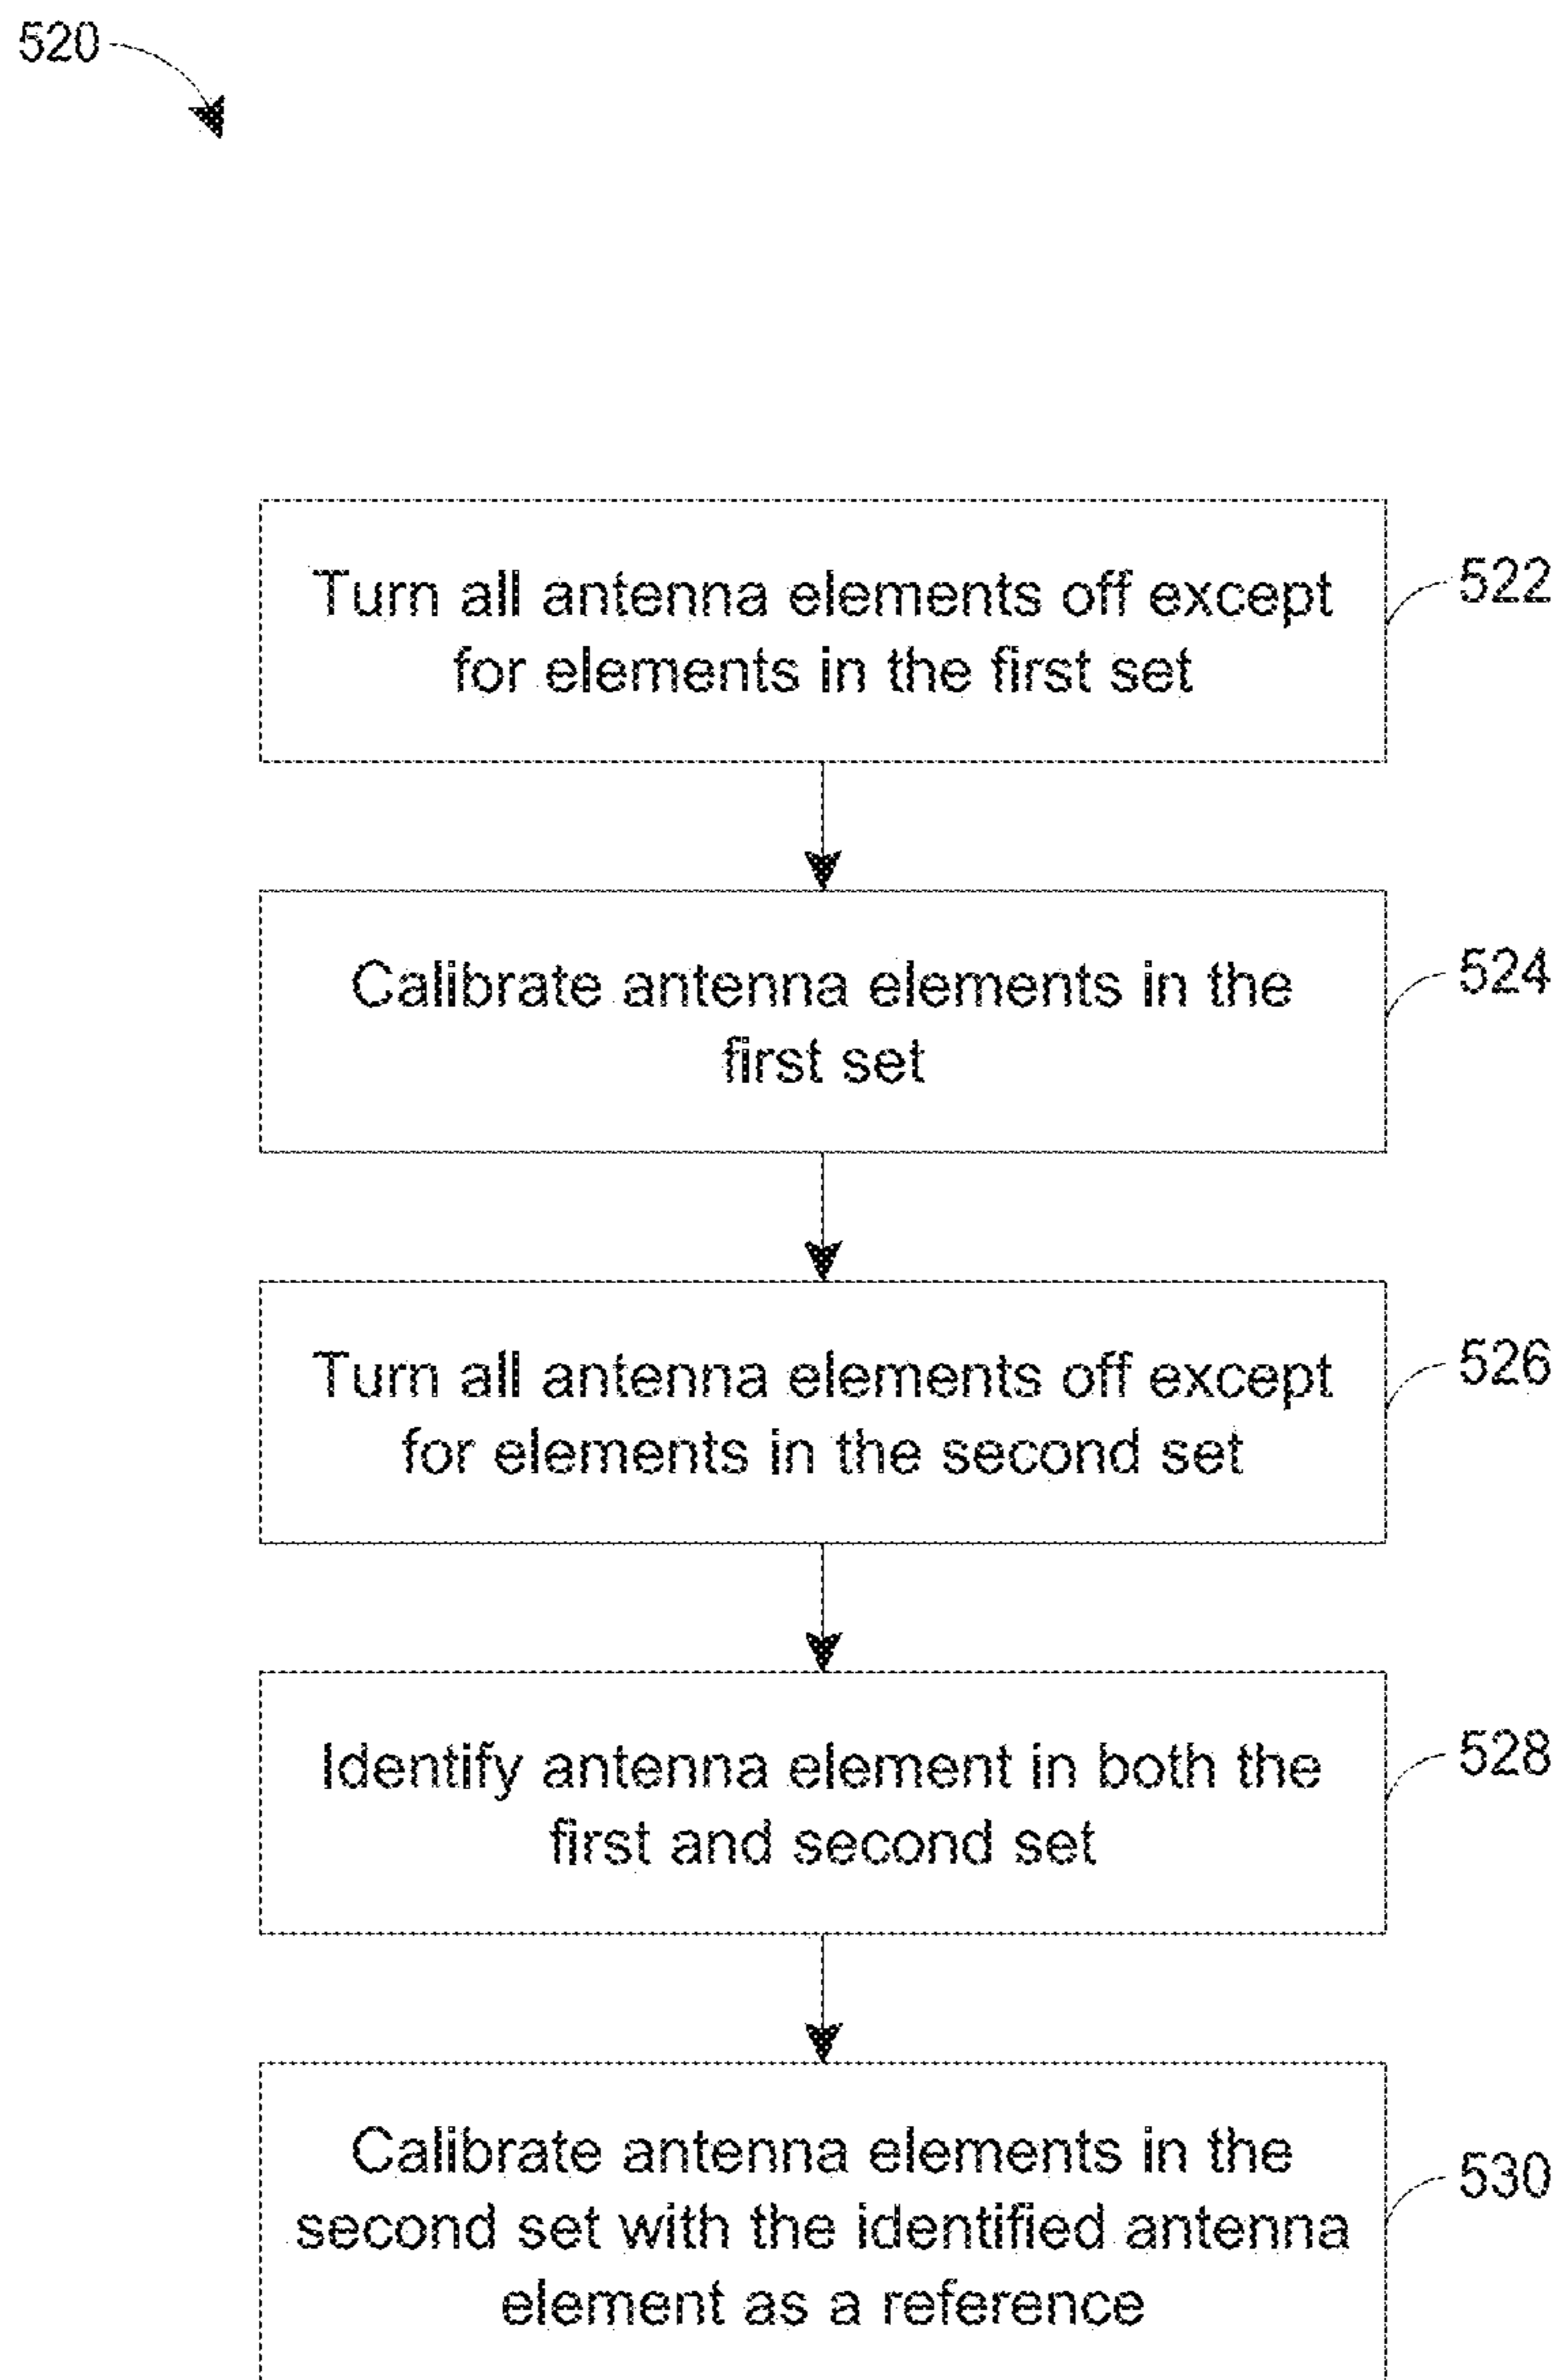 520
Turn all antenna elements off except
for elements in the first set
522
Calibrate antenna elements in the
first set
524
Turn all antenna elements off except
for elements in the second set
526
Identify antenna element in both the
first and second set
528
Calibrate antenna elements in the
second set with the identified antenna
element as a reference
530